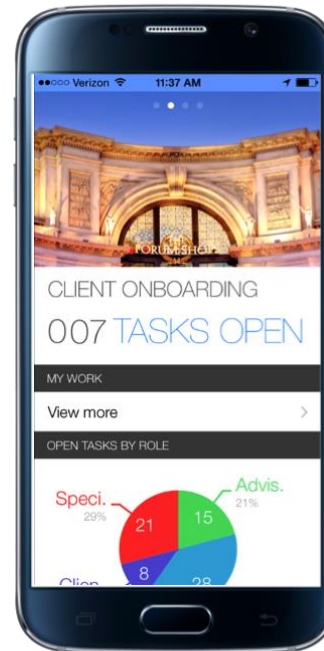 ●●○○○ Verizon 11:37 AM
FORUM SHOPS
CLIENT ONBOARDING
007 TASKS OPEN
MY WORK
View more
OPEN TASKS BY ROLE
Speci.
29%
21
15
Advis.
21%
8
28
Clien.